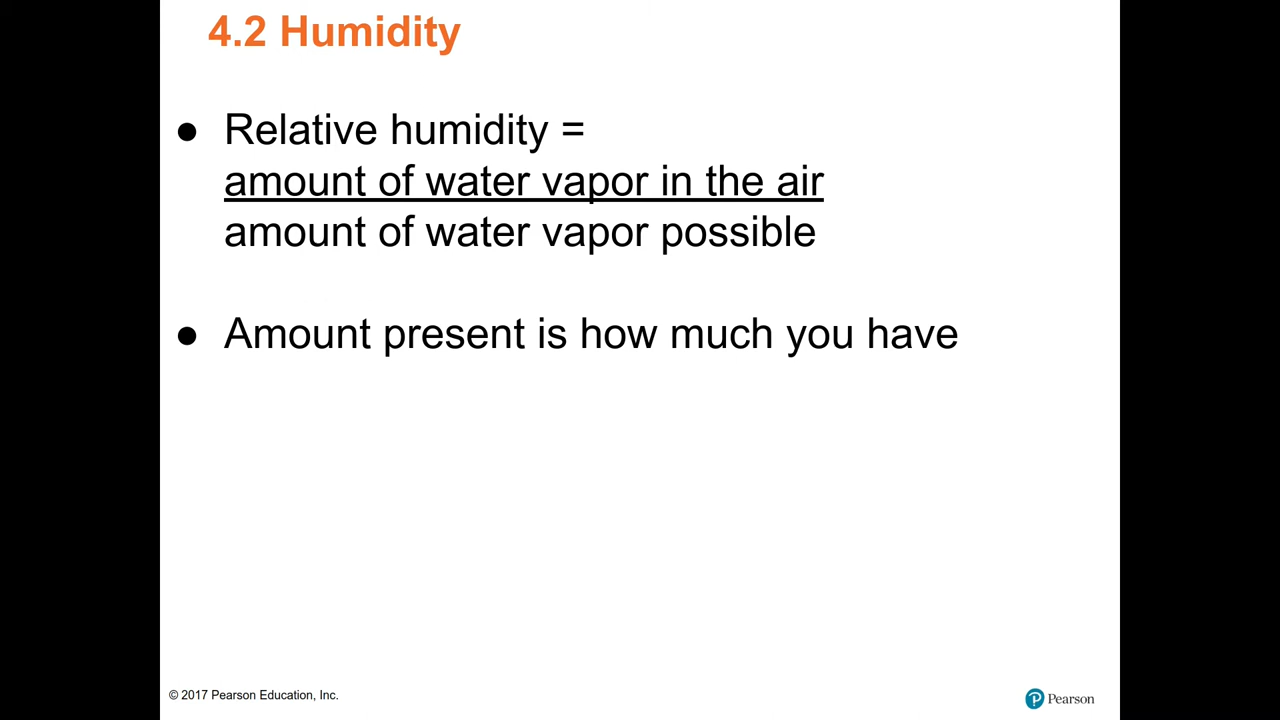 4.2 Humidity
● Relative humidity =
amount of water vapor in the air
amount of water vapor possible
● Amount present is how much you have
© 2017 Pearson Education, Inc.
Pearson